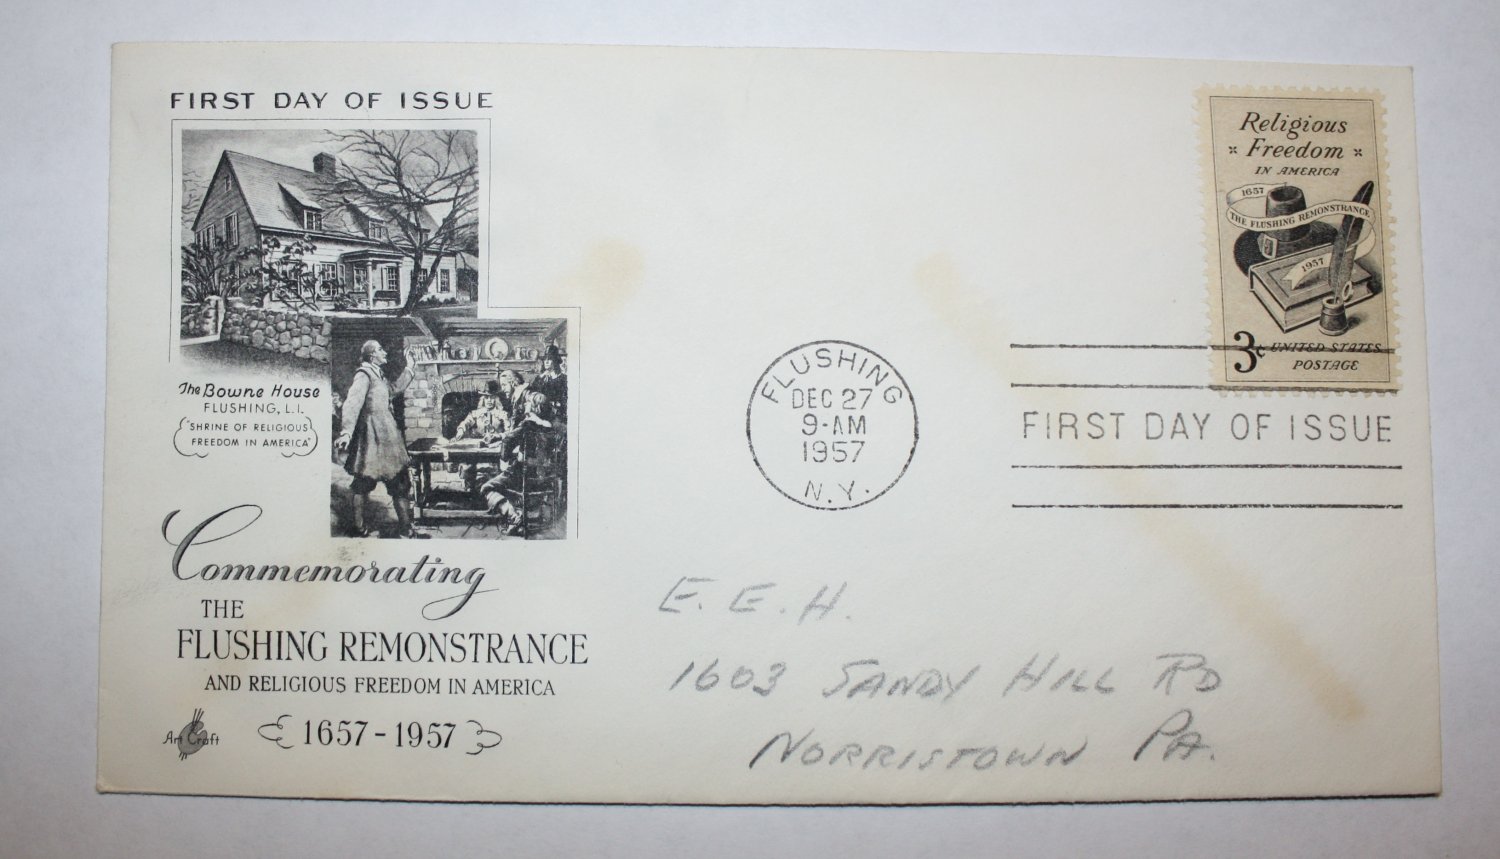 FIRST DAY OF ISSUE
The Bowne House
FLUSHING, L.I.
"SHRINE OF RELIGIOUS
FREEDOM IN AMERICA"
Commemorating
THE
FLUSHING REMONSTRANCE
AND RELIGIOUS FREEDOM IN AMERICA
1657-1957
Art Craft
Religious
Freedom
IN AMERICA
1657
THE FLUSHING REMONSTRANCE
1957
3¢ UNITED STATES
POSTAGE
FLUSHING
DEC 27
9-AM
1957
N.Y.
FIRST DAY OF ISSUE
E. E. H.
1603 SANDY HILL RD
NORRISTOWN PA.